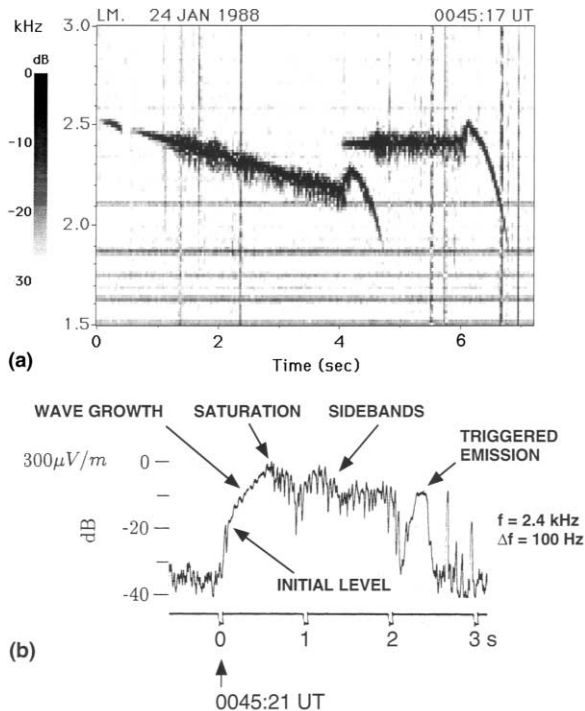 LM. 24 JAN 1988 0045:17 UT
kHz
3.0
dB
0
-10
-20
30
2.5
2.0
1.5
0 2 4 6
Time (sec)
(a)
WAVE GROWTH SATURATION SIDEBANDS
TRIGGERED
EMISSION
300μV/m 0
-20
-40
dB
f = 2.4 kHz
Δf = 100 Hz
INITIAL LEVEL
0 1 2 3 s
(b)
0045:21 UT